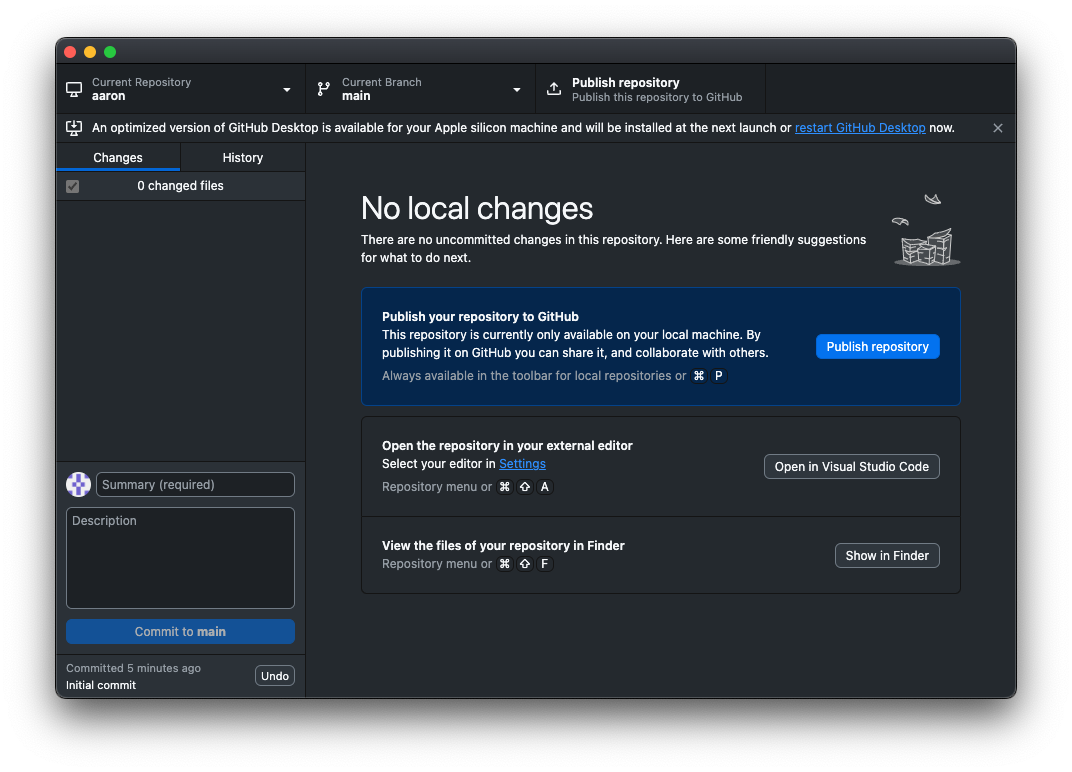 Current Repository
aaron
Current Branch
main
Publish repository
Publish this repository to GitHub
An optimized version of GitHub Desktop is available for your Apple silicon machine and will be installed at the next launch or restart GitHub Desktop now.
Changes
History
0 changed files
No local changes
There are no uncommitted changes in this repository. Here are some friendly suggestions
for what to do next.
Publish your repository to GitHub
This repository is currently only available on your local machine. By
publishing it on GitHub you can share it, and collaborate with others.
Always available in the toolbar for local repositories or ⌘ P
Publish repository
Open the repository in your external editor
Select your editor in Settings
Repository menu or ⌘ ⇧ A
Open in Visual Studio Code
View the files of your repository in Finder
Repository menu or ⌘ ⇧ F
Show in Finder
Summary (required)
Description
Commit to main
Committed 5 minutes ago
Initial commit
Undo